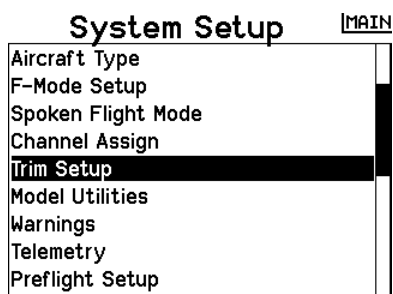 System Setup
MAIN
Aircraft Type
F-Mode Setup
Spoken Flight Mode
Channel Assign
Trim Setup
Model Utilities
Warnings
Telemetry
Preflight Setup